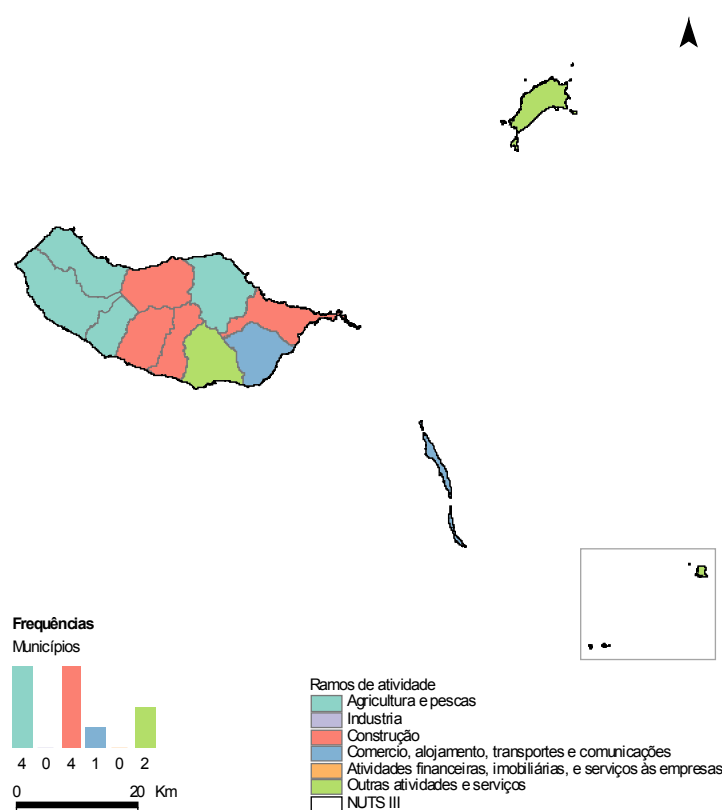 Frequências
Municípios
4 0 4 1 0 2
0 20 Km
Ramos de atividade
Agricultura e pescas
Industria
Construção
Comercio, alojamento, transportes e comunicações
Atividades financeiras, imobiliárias, e serviços às empresas
Outras atividades e serviços
NUTS III